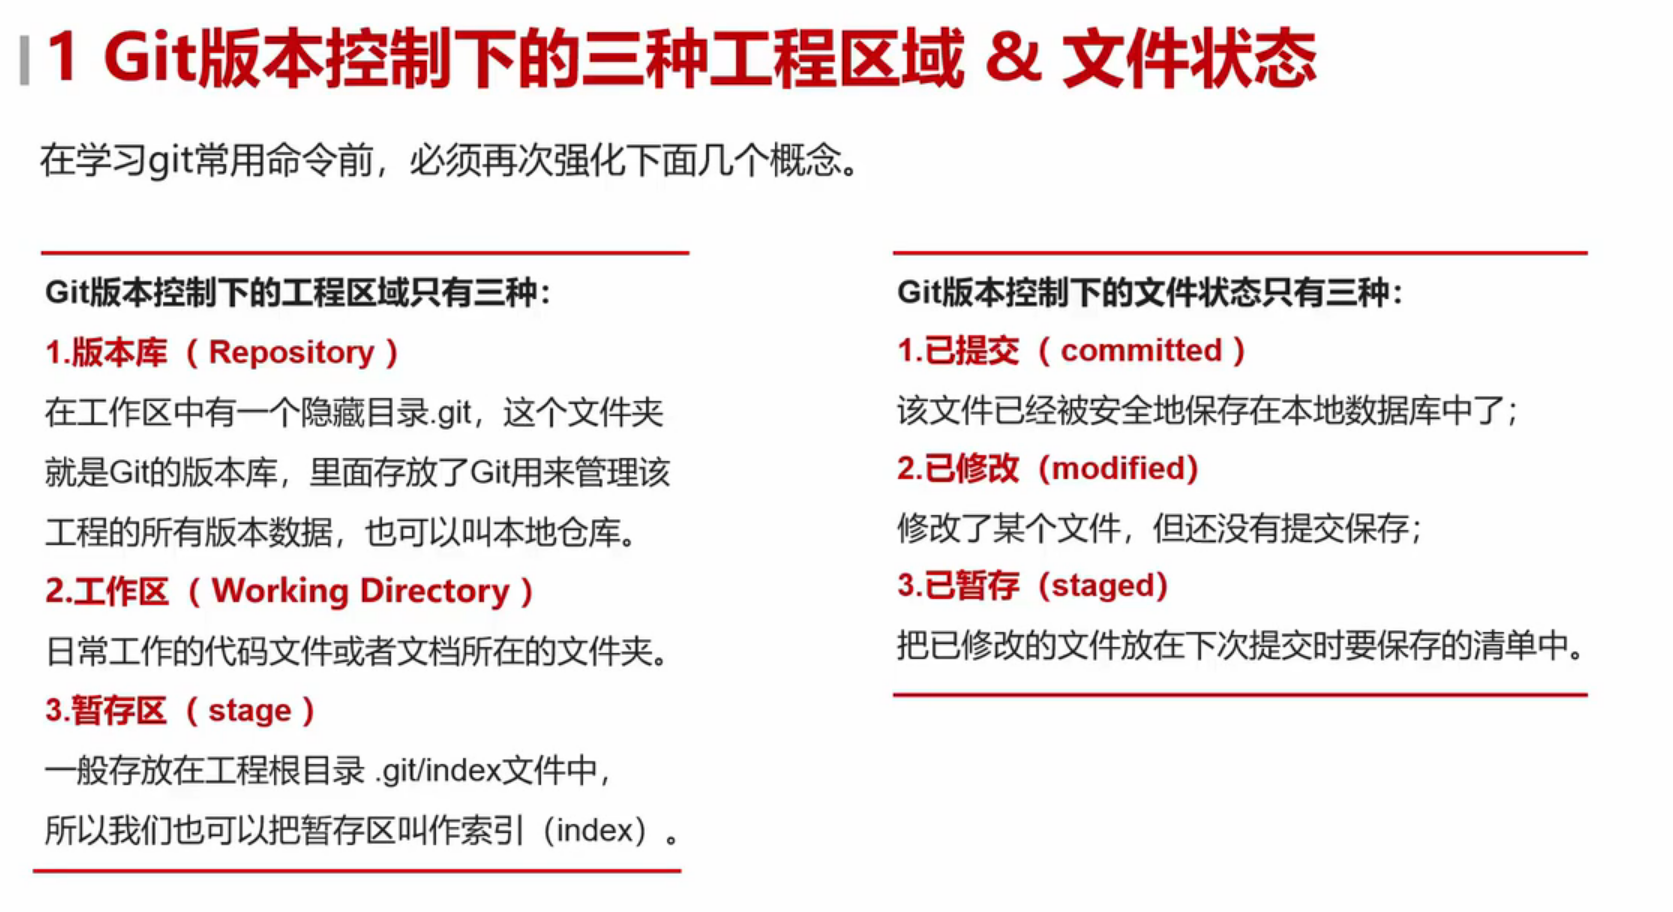 1 Git版本控制下的三种工程区域 & 文件状态
在学习git常用命令前，必须再次强化下面几个概念。
Git版本控制下的工程区域只有三种：
1.版本库（ Repository ）
在工作区中有一个隐藏目录.git，这个文件夹
就是Git的版本库，里面存放了Git用来管理该
工程的所有版本数据，也可以叫本地仓库。
2.工作区（ Working Directory ）
日常工作的代码文件或者文档所在的文件夹。
3.暂存区（ stage ）
一般存放在工程根目录 .git/index文件中，
所以我们也可以把暂存区叫作索引（index）。
Git版本控制下的文件状态只有三种：
1.已提交（ committed ）
该文件已经被安全地保存在本地数据库中了；
2.已修改（modified）
修改了某个文件，但还没有提交保存；
3.已暂存（staged）
把已修改的文件放在下次提交时要保存的清单中。